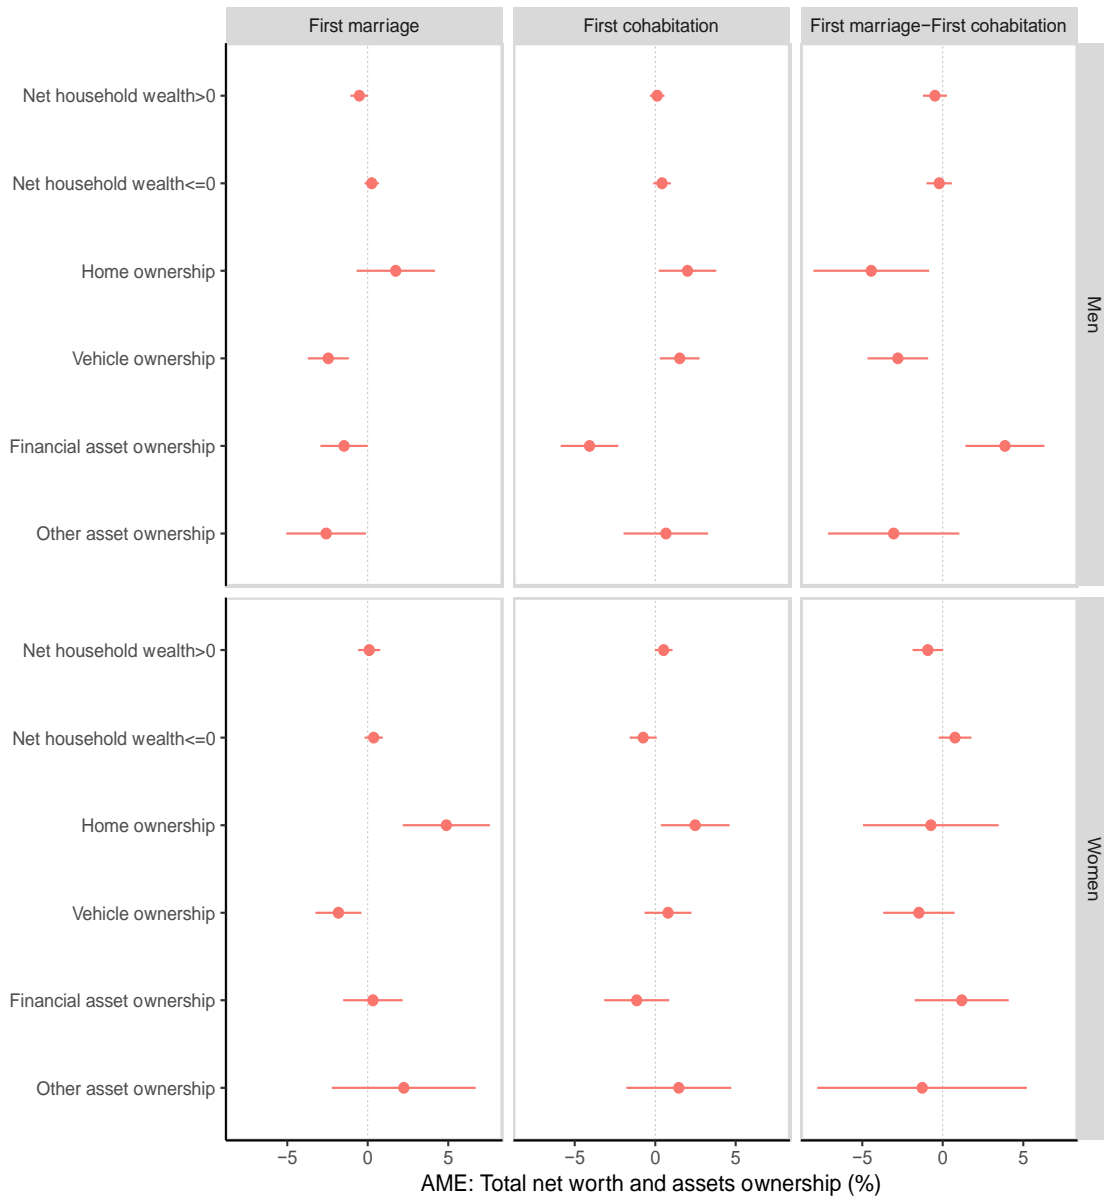 First marriage First cohabitation First marriage−First cohabitation
Net household wealth>0
Net household wealth<=0
Home ownership
Vehicle ownership
Financial asset ownership
Other asset ownership
Men
Net household wealth>0
Net household wealth<=0
Home ownership
Vehicle ownership
Financial asset ownership
Other asset ownership
Women
−5 0 5 −5 0 5 −5 0 5
AME: Total net worth and assets ownership (%)